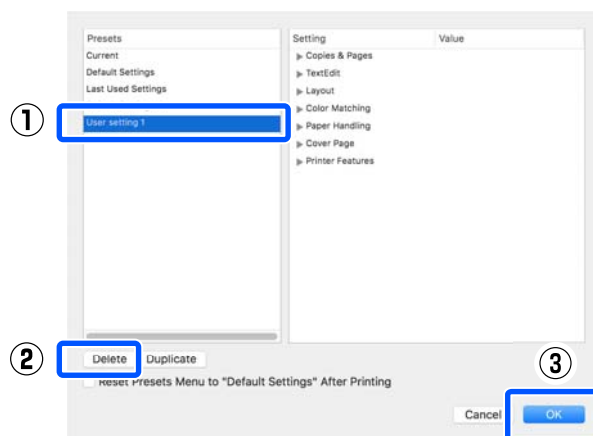 Presets
Setting Value
Current
Default Settings
Last Used Settings
User setting 1
Copies & Pages
TextEdit
Layout
Color Matching
Paper Handling
Cover Page
Printer Features
①
②
Delete Duplicate
Reset Presets Menu to "Default Settings" After Printing
③
Cancel OK